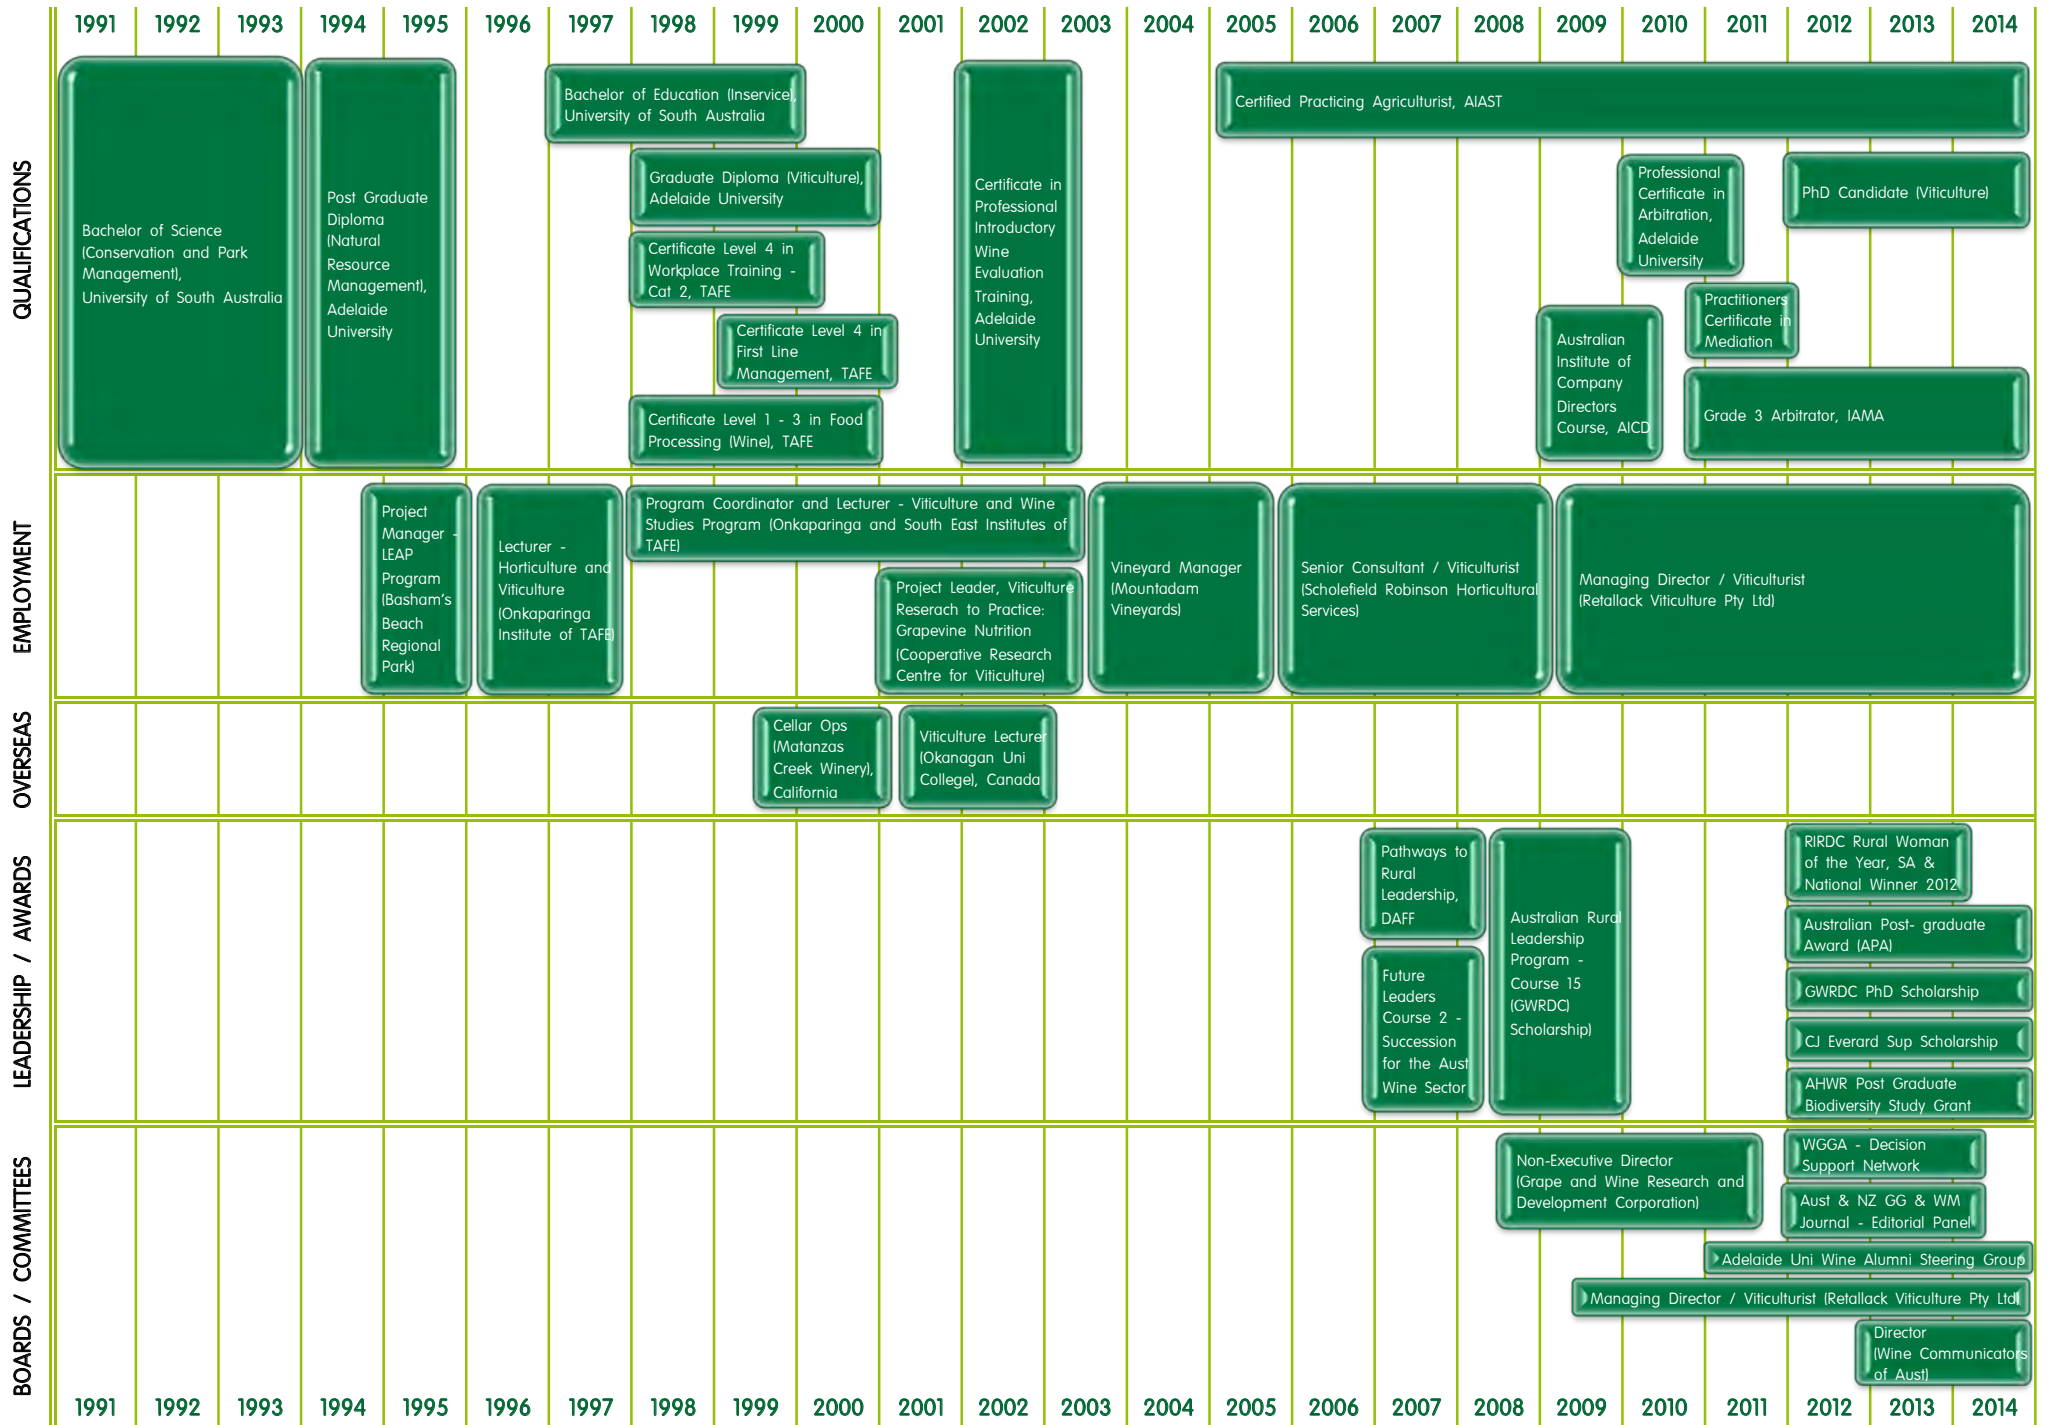 1991 1992 1993 1994 1995 1996 1997 1998 1999 2000 2001 2002 2003 2004 2005 2006 2007 2008 2009 2010 2011 2012 2013 2014
QUALIFICATIONS
Bachelor of Science
(Conservation and Park
Management),
University of South Australia
Post Graduate
Diploma
(Natural
Resource
Management),
Adelaide
University
Bachelor of Education (Inservice),
University of South Australia
Graduate Diploma (Viticulture),
Adelaide University
Certificate Level 4 in
Workplace Training -
Cat 2, TAFE
Certificate Level 4 in
First Line
Management, TAFE
Certificate Level 1 - 3 in Food
Processing (Wine), TAFE
Certificate in
Professional
Introductory
Wine
Evaluation
Training,
Adelaide
University
Certified Practicing Agriculturist, AIAST
Professional
Certificate in
Arbitration,
Adelaide
University
PhD Candidate (Viticulture)
Practitioners
Certificate in
Mediation
Australian
Institute of
Company
Directors
Course, AICD
Grade 3 Arbitrator, IAMA
EMPLOYMENT
Project
Manager -
LEAP
Program
(Basham's
Beach
Regional
Park)
Lecturer -
Horticulture and
Viticulture
(Onkaparinga
Institute of TAFE)
Program Coordinator and Lecturer - Viticulture and Wine
Studies Program (Onkaparinga and South East Institutes of
TAFE)
Project Leader, Viticulture
Reserach to Practice:
Grapevine Nutrition
(Cooperative Research
Centre for Viticulture)
Vineyard Manager
(Mountadam
Vineyards)
Senior Consultant / Viticulturist
(Scholefield Robinson Horticultural
Services)
Managing Director / Viticulturist
(Retallack Viticulture Pty Ltd)
OVERSEAS
Cellar Ops
(Matanzas
Creek Winery),
California
Viticulture Lecturer
(Okanagan Uni
College), Canada
LEADERSHIP / AWARDS
Pathways to
Rural
Leadership,
DAFF
Future
Leaders
Course 2 -
Succession
for the Aust
Wine Sector
Australian Rural
Leadership
Program -
Course 15
(GWRDC)
Scholarship)
RIRDC Rural Woman
of the Year, SA &
National Winner 2012
Australian Post- graduate
Award (APA)
GWRDC PhD Scholarship
CJ Everard Sup Scholarship
AHWR Post Graduate
Biodiversity Study Grant
BOARDS / COMMITTES
Non-Executive Director
(Grape and Wine Research and
Development Corporation)
WGGA - Decision
Support Network
Aust & NZ GG & WM
Journal - Editorial Panel
Adelaide Uni Wine Alumni Steering Group
Managing Director / Viticulturist (Retallack Viticulture Pty Ltd)
Director
(Wine Communicators
of Aust)
1991 1992 1993 1994 1995 1996 1997 1998 1999 2000 2001 2002 2003 2004 2005 2006 2007 2008 2009 2010 2011 2012 2013 2014